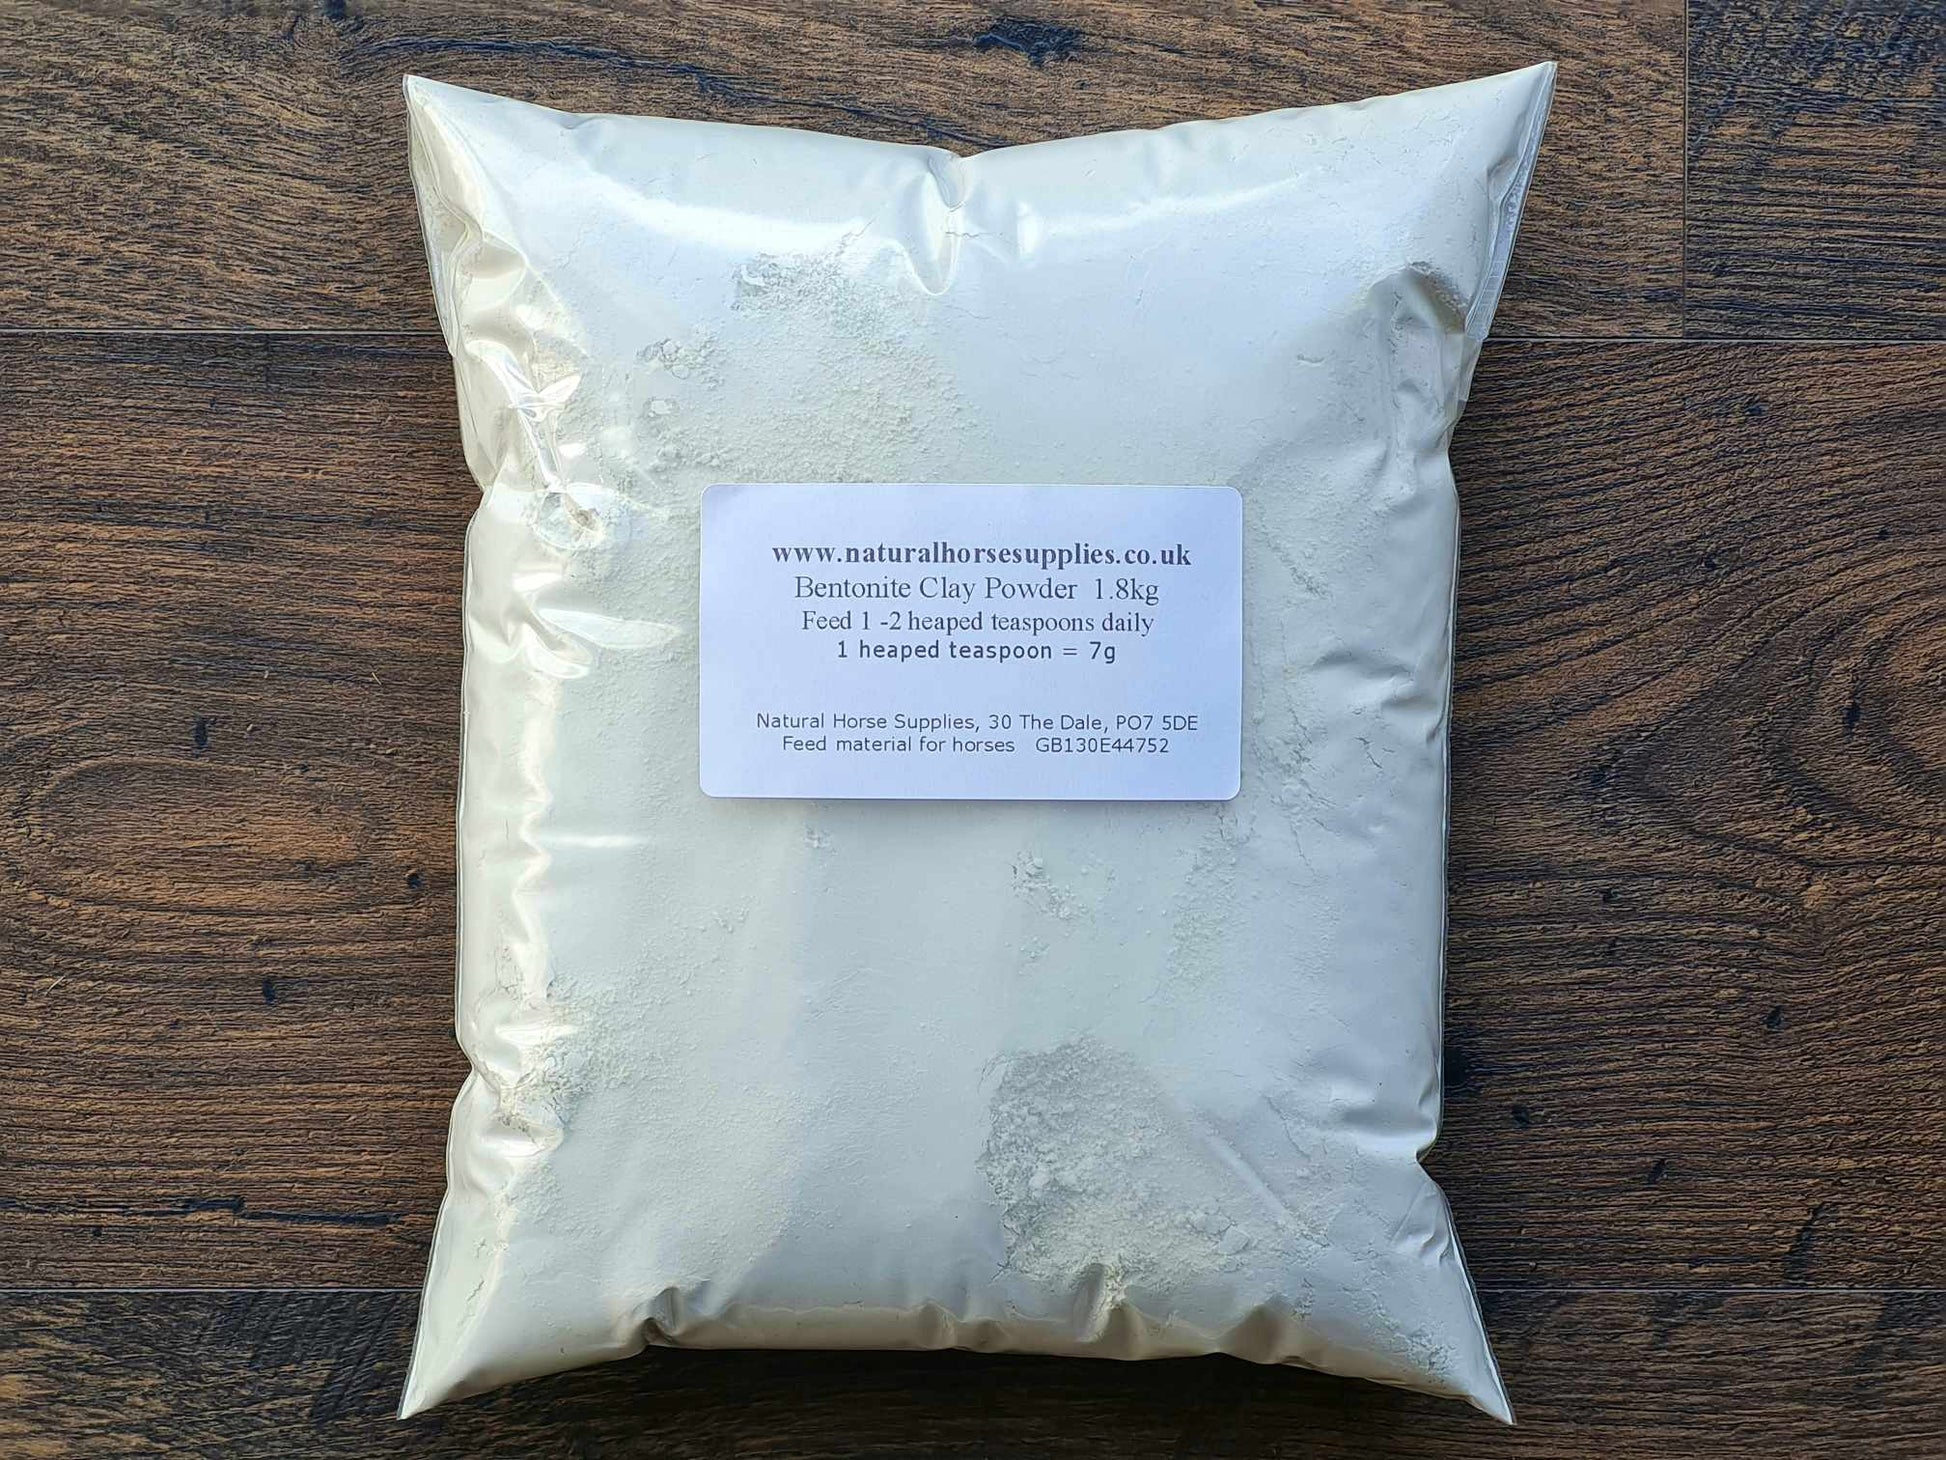 www.naturalhorsesupplies.co.uk
Bentonite Clay Powder 1.8kg
Feed 1 -2 heaped teaspoons daily
1 heaped teaspoon = 7g
Natural Horse Supplies, 30 The Dale, PO7 5DE
Feed material for horses GB130E44752